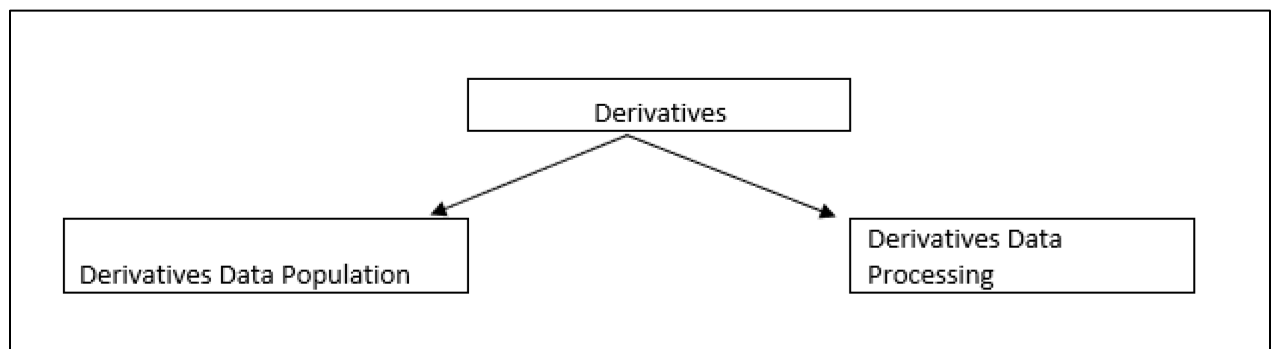 Derivatives
Derivatives Data Population
Derivatives Data
Processing